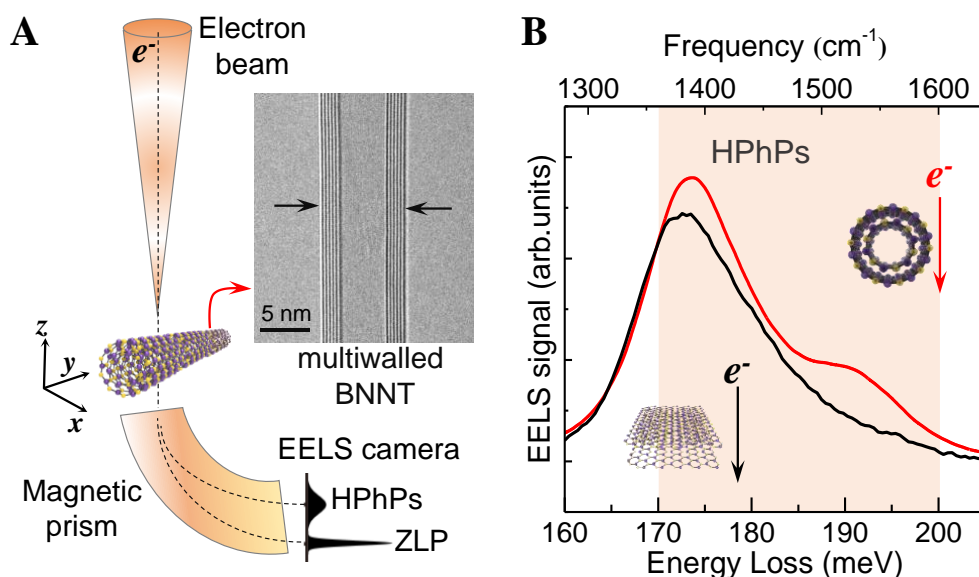 A
e-
Electron
beam
5 nm
multiwalled
BNNT
z
y
x
EELS camera
HPhPs
ZLP
Magnetic
prism
B
Frequency (cm-1)
1300 1400 1500 1600
HPhPs
e-
e-
EELS signal (arb.units)
160 170 180 190 200
Energy Loss (meV)